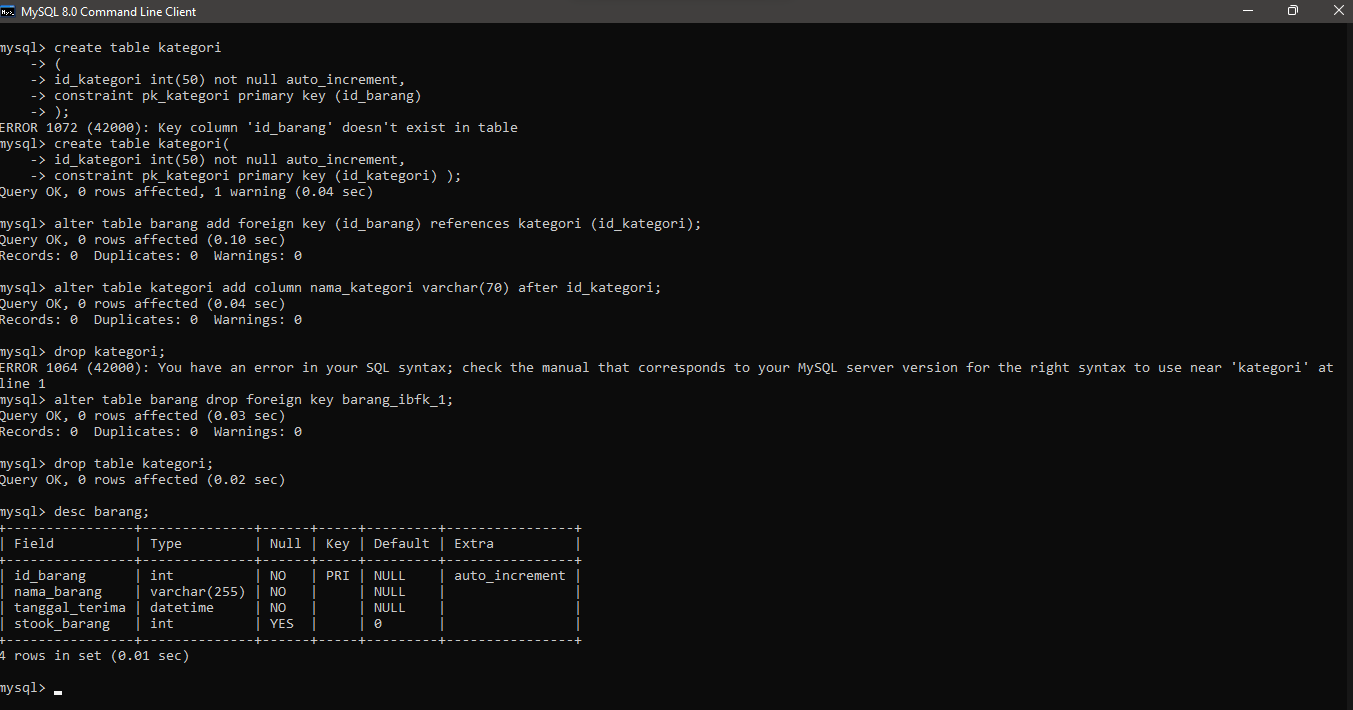 MySQL 8.0 Command Line Client
mysql> create table kategori
    -> (
    -> id_kategori int(50) not null auto_increment,
    -> constraint pk_kategori primary key (id_barang)
    -> );
ERROR 1072 (42000): Key column 'id_barang' doesn't exist in table
mysql> create table kategori(
    -> id_kategori int(50) not null auto_increment,
    -> constraint pk_kategori primary key (id_kategori) );
Query OK, 0 rows affected, 1 warning (0.04 sec)
mysql> alter table barang add foreign key (id_barang) references kategori (id_kategori);
Query OK, 0 rows affected (0.10 sec)
Records: 0  Duplicates: 0  Warnings: 0
mysql> alter table kategori add column nama_kategori varchar(70) after id_kategori;
Query OK, 0 rows affected (0.04 sec)
Records: 0  Duplicates: 0  Warnings: 0
mysql> drop kategori;
ERROR 1064 (42000): You have an error in your SQL syntax; check the manual that corresponds to your MySQL server version for the right syntax to use near 'kategori' at
line 1
mysql> alter table barang drop foreign key barang_ibfk_1;
Query OK, 0 rows affected (0.03 sec)
Records: 0  Duplicates: 0  Warnings: 0
mysql> drop table kategori;
Query OK, 0 rows affected (0.02 sec)
mysql> desc barang;
+----------------+--------------+------+-----+---------+----------------+
| Field          | Type         | Null | Key | Default | Extra          |
+----------------+--------------+------+-----+---------+----------------+
| id_barang      | int          | NO   | PRI | NULL    | auto_increment |
| nama_barang    | varchar(255) | NO   |     | NULL    |                |
| tanggal_terima | datetime     | NO   |     | NULL    |                |
| stook_barang   | int          | YES  |     | 0       |                |
+----------------+--------------+------+-----+---------+----------------+
4 rows in set (0.01 sec)
mysql>